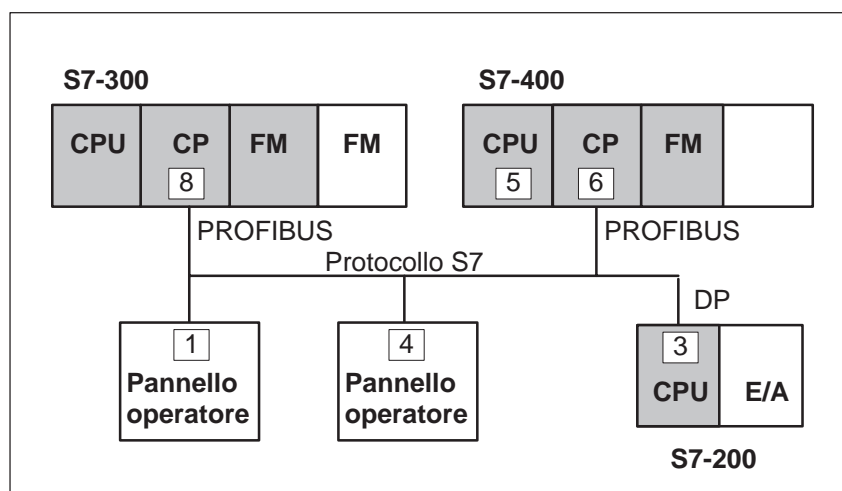 S7-300
S7-400
CPU CP FM FM
8
CPU CP FM
5 6
PROFIBUS
PROFIBUS
Protocollo S7
DP
1
Pannello
operatore
4
Pannello
operatore
3
CPU E/A
S7-200